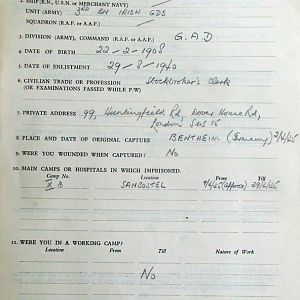 SHIP (R.N., U.S.N. or MERCHANT NAVY)
UNIT (ARMY) 3RD BN IRISH GDS
SQUADRON (R.A.F. or A.A.F.)
3. DIVISION (ARMY), COMMAND (R.A.F. or A.A.F.) G.A.D
4. DATE OF BIRTH 22-2-1908
5. DATE OF ENLISTMENT 29-8-1940
6. CIVILIAN TRADE OR PROFESSION Stockbroker's Clerk
(OR EXAMINATIONS PASSED WHILE P/W)
7. PRIVATE ADDRESS 99, Huntingfield Rd, Dover House Rd,
London SW 15
8. PLACE AND DATE OF ORIGINAL CAPTURE BENTHEIM (Germany) 2/4/45
9. WERE YOU WOUNDED WHEN CAPTURED? No
10. MAIN CAMPS OR HOSPITALS IN WHICH IMPRISONED.
Camp No. Location From Till
X B SANBOSTEL 9/4/45 (approx) 29/4/45
11. WERE YOU IN A WORKING CAMP?
Location From Till Nature of Work
No